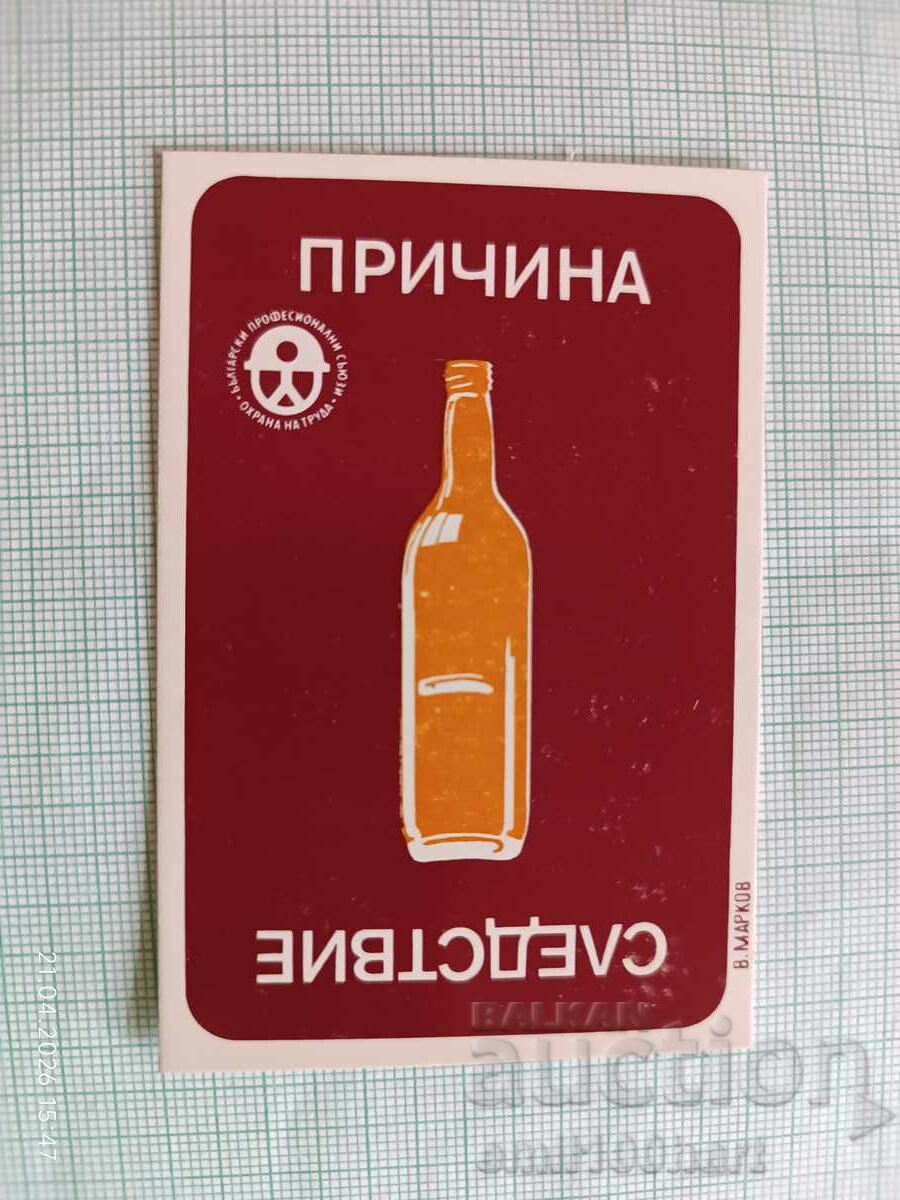 ПРИЧИНА
БЪЛГАРСКИ ПРОФЕСИОНАЛНИ СЪЮЗИ
ОХРАНА НА ТРУДА
СЛЕДСТВИЕ
В. МАРКОВ
21.04.2026 15:47
BALKAN
auction